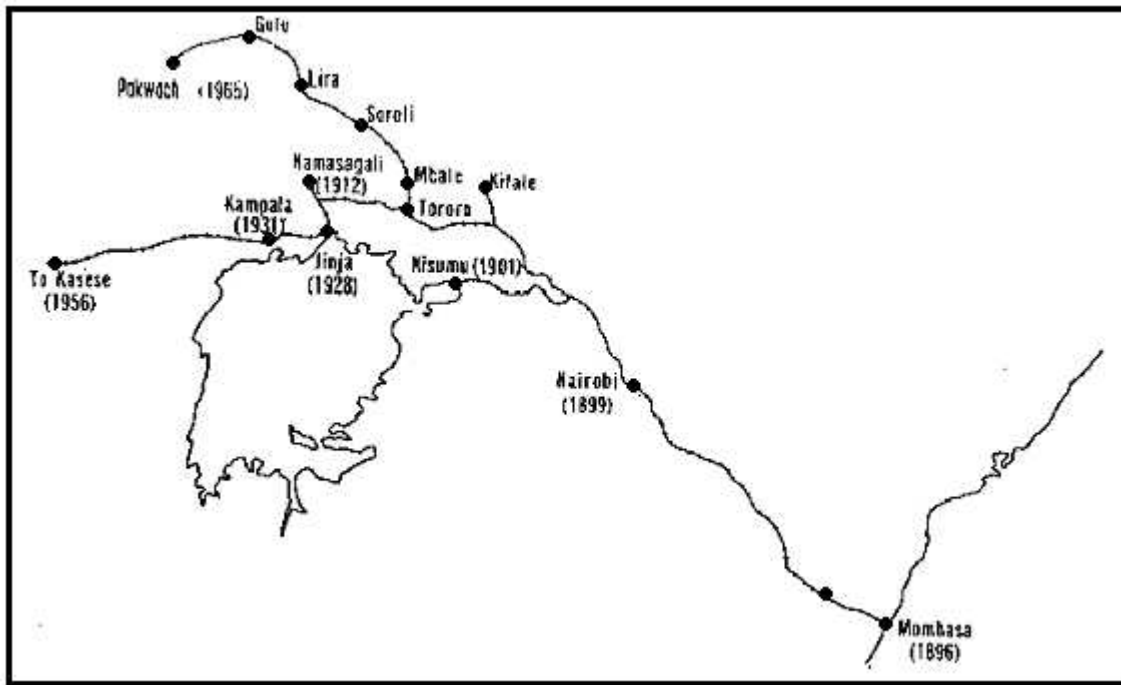 Gulu
Pakwach (1965)
Lira
Soroti
Namasagali
(1912)
Mbale
Kitale
Kampala
(1931)
Tororo
To Kasese
(1956)
Jinja
(1928)
Kisumu (1901)
Nairobi
(1899)
Mombasa
(1896)